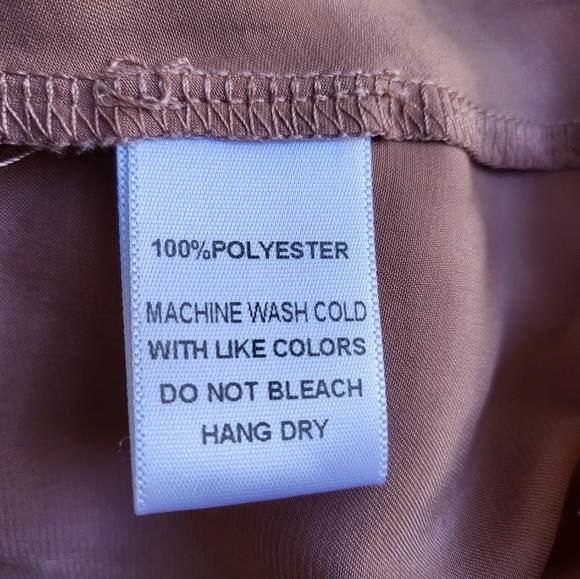 100%POLYESTER
MACHINE WASH COLD
WITH LIKE COLORS
DO NOT BLEACH
HANG DRY